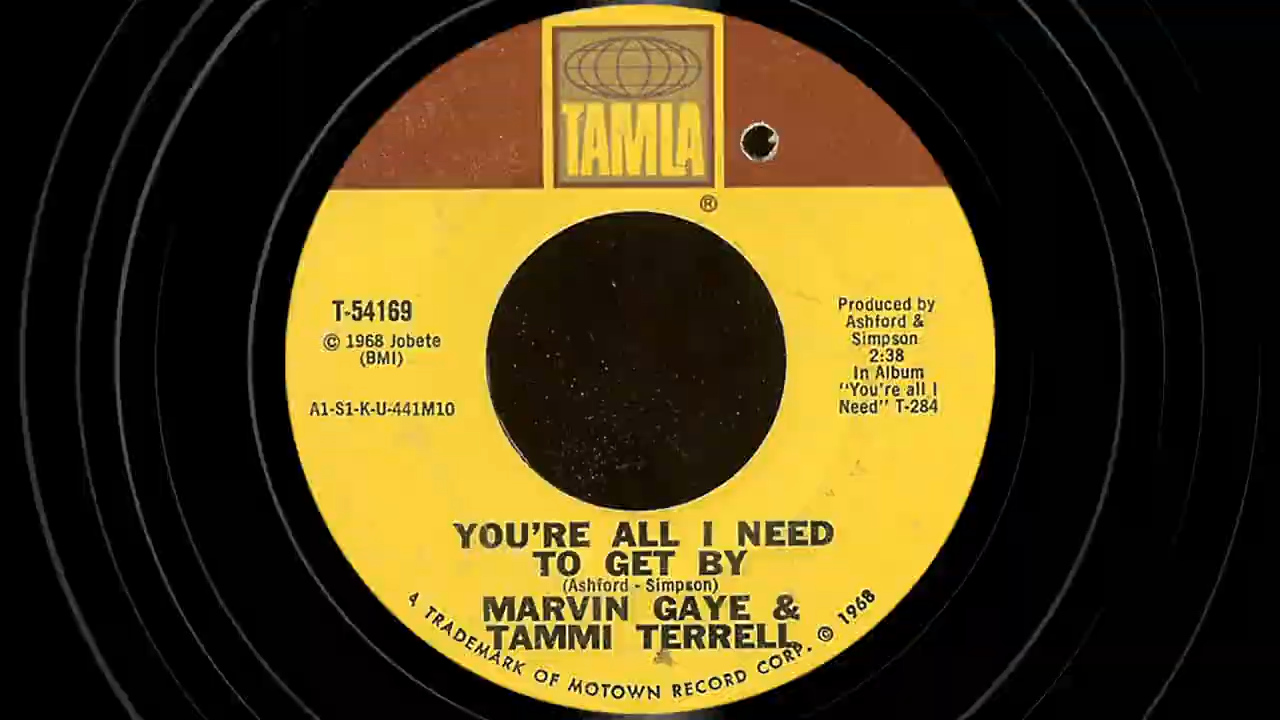 TAMLA
®
T-54169
© 1968 Jobete
(BMI)
A1-S1-K-U-441M10
Produced by
Ashford &
Simpson
2:38
In Album
"You're all I
Need" T-284
YOU'RE ALL I NEED
TO GET BY
(Ashford - Simpson)
MARVIN GAYE &
TAMMI TERRELL
A TRADEMARK OF MOTOWN RECORD CORP. © 1968